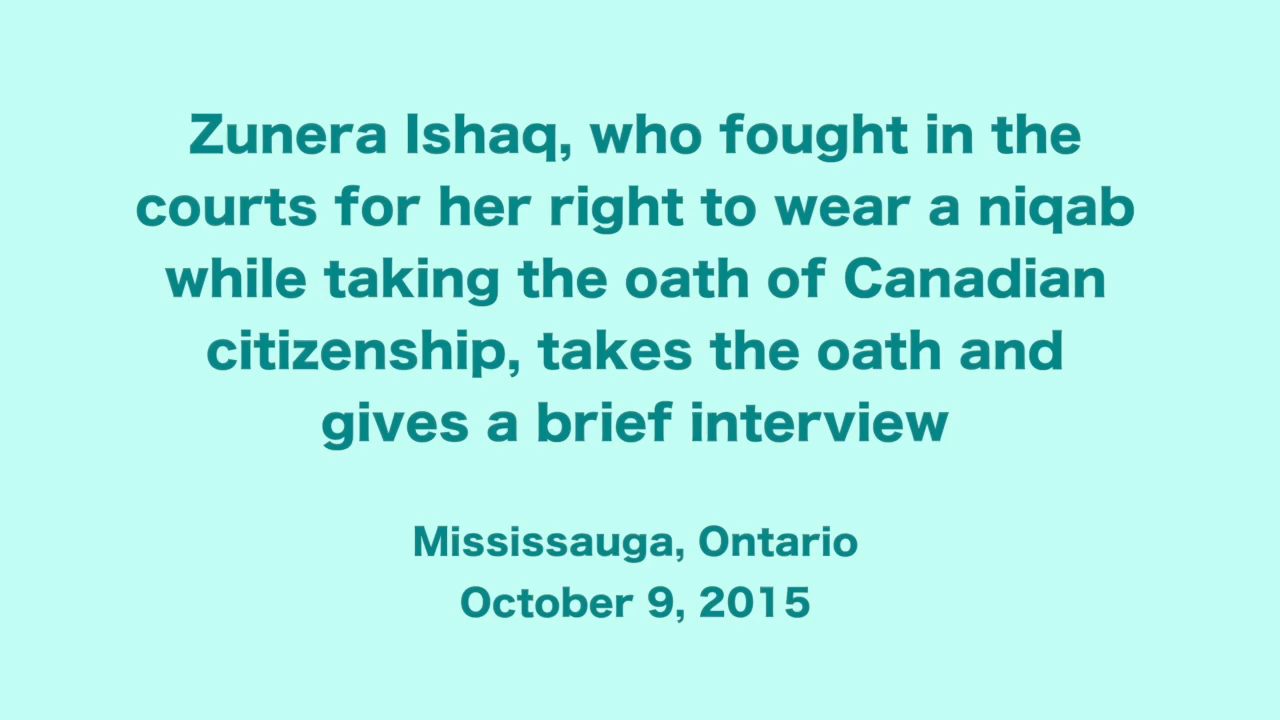 Zunera Ishaq, who fought in the
courts for her right to wear a niqab
while taking the oath of Canadian
citizenship, takes the oath and
gives a brief interview
Mississauga, Ontario
October 9, 2015